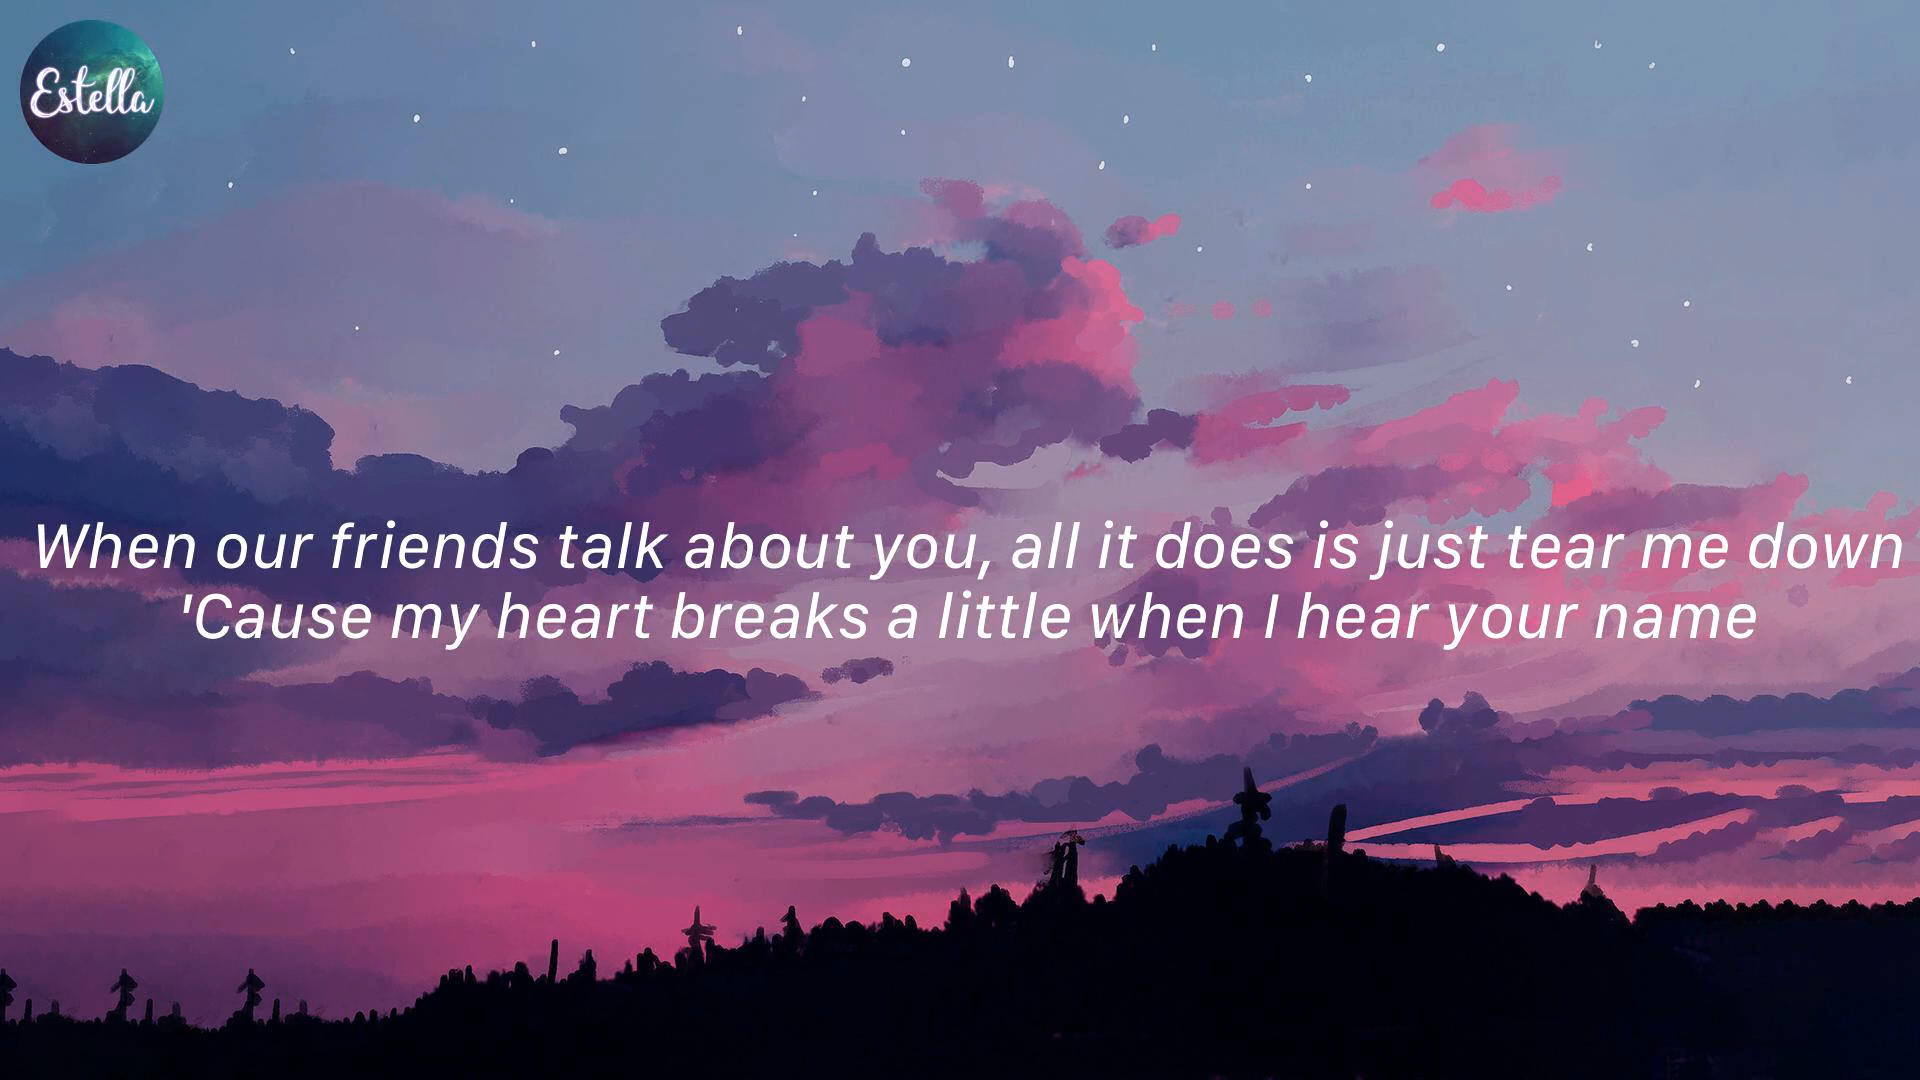 Estella
When our friends talk about you, all it does is just tear me down
'Cause my heart breaks a little when I hear your name